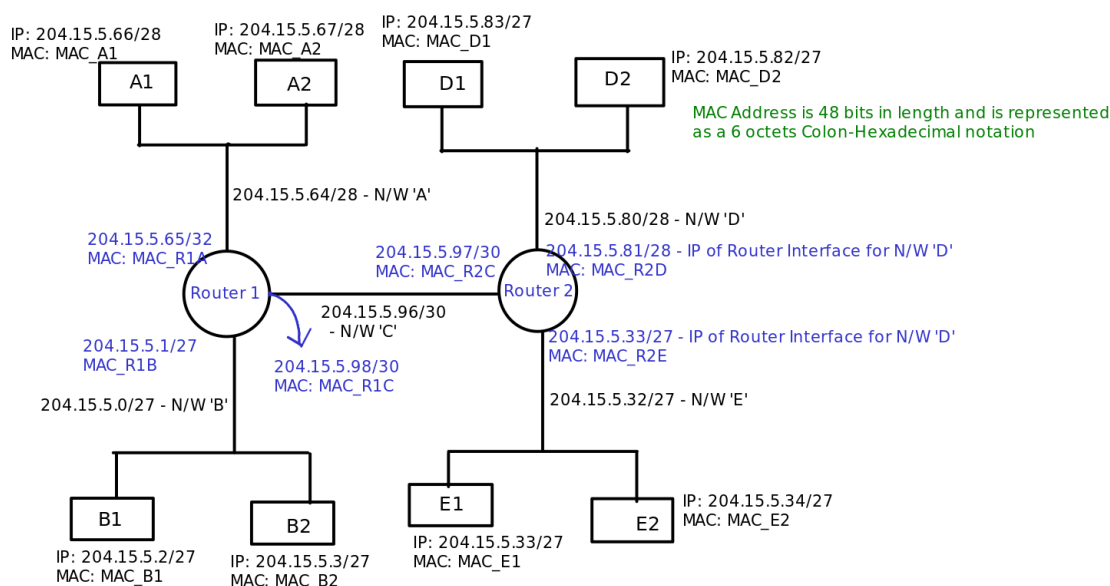 IP: 204.15.5.66/28
MAC: MAC_A1
IP: 204.15.5.67/28
MAC: MAC_A2
IP: 204.15.5.83/27
MAC: MAC_D1
IP: 204.15.5.82/27
MAC: MAC_D2
A1
A2
D1
D2
MAC Address is 48 bits in length and is represented
as a 6 octets Colon-Hexadecimal notation
204.15.5.64/28 - N/W 'A'
204.15.5.80/28 - N/W 'D'
204.15.5.65/32
MAC: MAC_R1A
204.15.5.97/30
MAC: MAC_R2C
204.15.5.81/28 - IP of Router Interface for N/W 'D'
MAC: MAC_R2D
Router 1
Router 2
204.15.5.96/30
- N/W 'C'
204.15.5.33/27 - IP of Router Interface for N/W 'D'
MAC: MAC_R2E
204.15.5.1/27
MAC_R1B
204.15.5.98/30
MAC: MAC_R1C
204.15.5.0/27 - N/W 'B'
204.15.5.32/27 - N/W 'E'
B1
B2
E1
E2
IP: 204.15.5.34/27
MAC: MAC_E2
IP: 204.15.5.2/27
MAC: MAC_B1
IP: 204.15.5.3/27
MAC: MAC_B2
IP: 204.15.5.33/27
MAC: MAC_E1